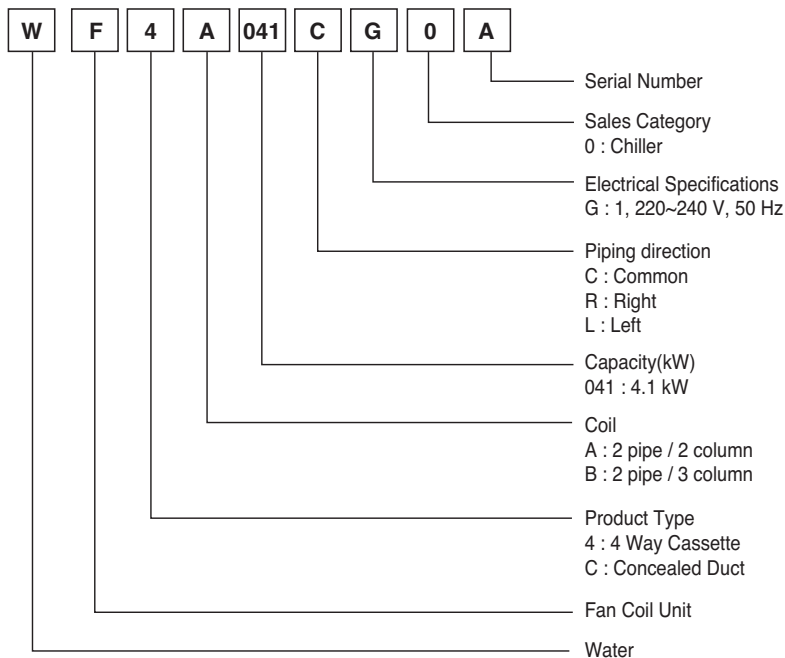 W F 4 A 041 C G 0 A
Serial Number
Sales Category
0 : Chiller
Electrical Specifications
G : 1, 220~240 V, 50 Hz
Piping direction
C : Common
R : Right
L : Left
Capacity(kW)
041 : 4.1 kW
Coil
A : 2 pipe / 2 column
B : 2 pipe / 3 column
Product Type
4 : 4 Way Cassette
C : Concealed Duct
Fan Coil Unit
Water